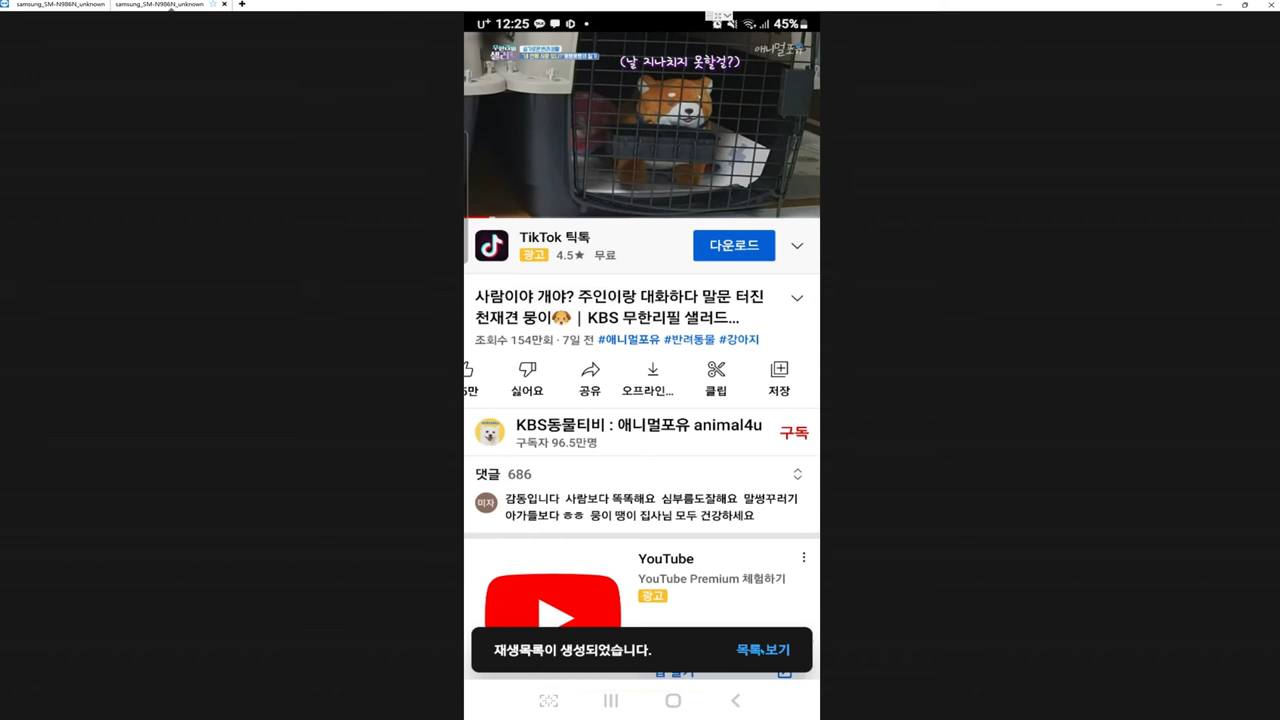 samsung_SM-N986N_unknown
samsung_SM-N986N_unknown
U+ 12:25
45%
애니멀포유
(날 지나치지 못할걸?)
TikTok 틱톡
다운로드
광고 4.5★ 무료
사람이야 개야? 주인이랑 대화하다 말문 터진
천재견 뭉이🐶 | KBS 무한리필 샐러드...
조회수 154만회 · 7일 전 #애니멀포유 #반려동물 #강아지
싫어요 공유 오프라인... 클립 저장
KBS동물티비 : 애니멀포유 animal4u
구독자 96.5만명
구독
댓글 686
미자
감동입니다 사람보다 똑똑해요 심부름도잘해요 말썽꾸러기
아가들보다 ㅎㅎ 뭉이 땡이 집사님 모두 건강하세요
YouTube
YouTube Premium 체험하기
광고
재생목록이 생성되었습니다. 목록 보기